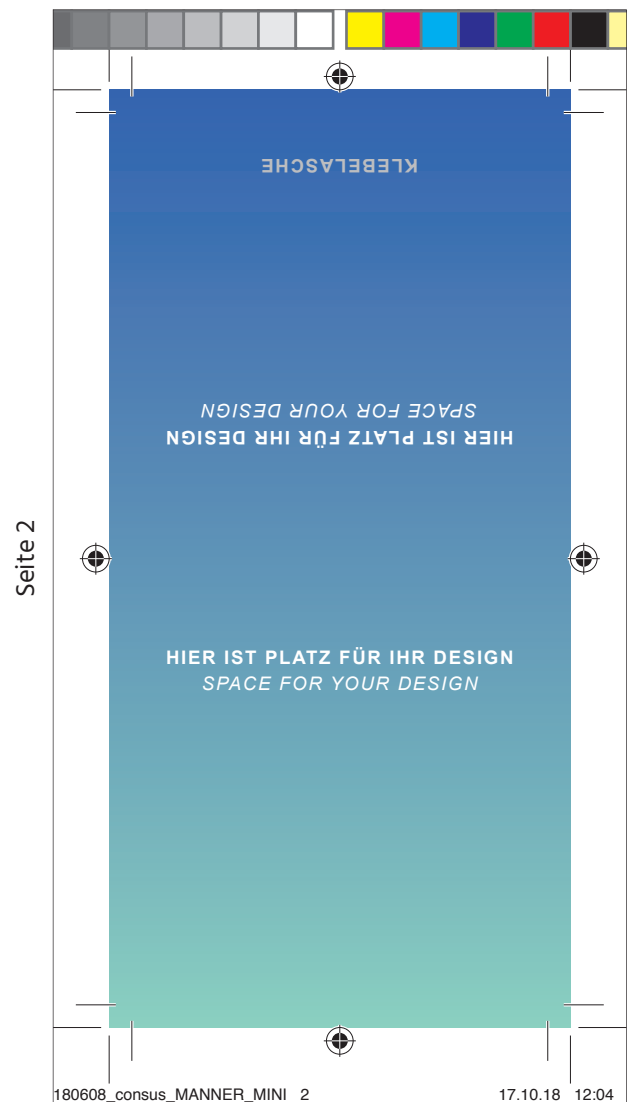 KLEBELASCHE
SPACE FOR YOUR DESIGN
HIER IST PLATZ FÜR IHR DESIGN
Seite 2
HIER IST PLATZ FÜR IHR DESIGN
SPACE FOR YOUR DESIGN
180608_consus_MANNER_MINI 2 17.10.18 12:04